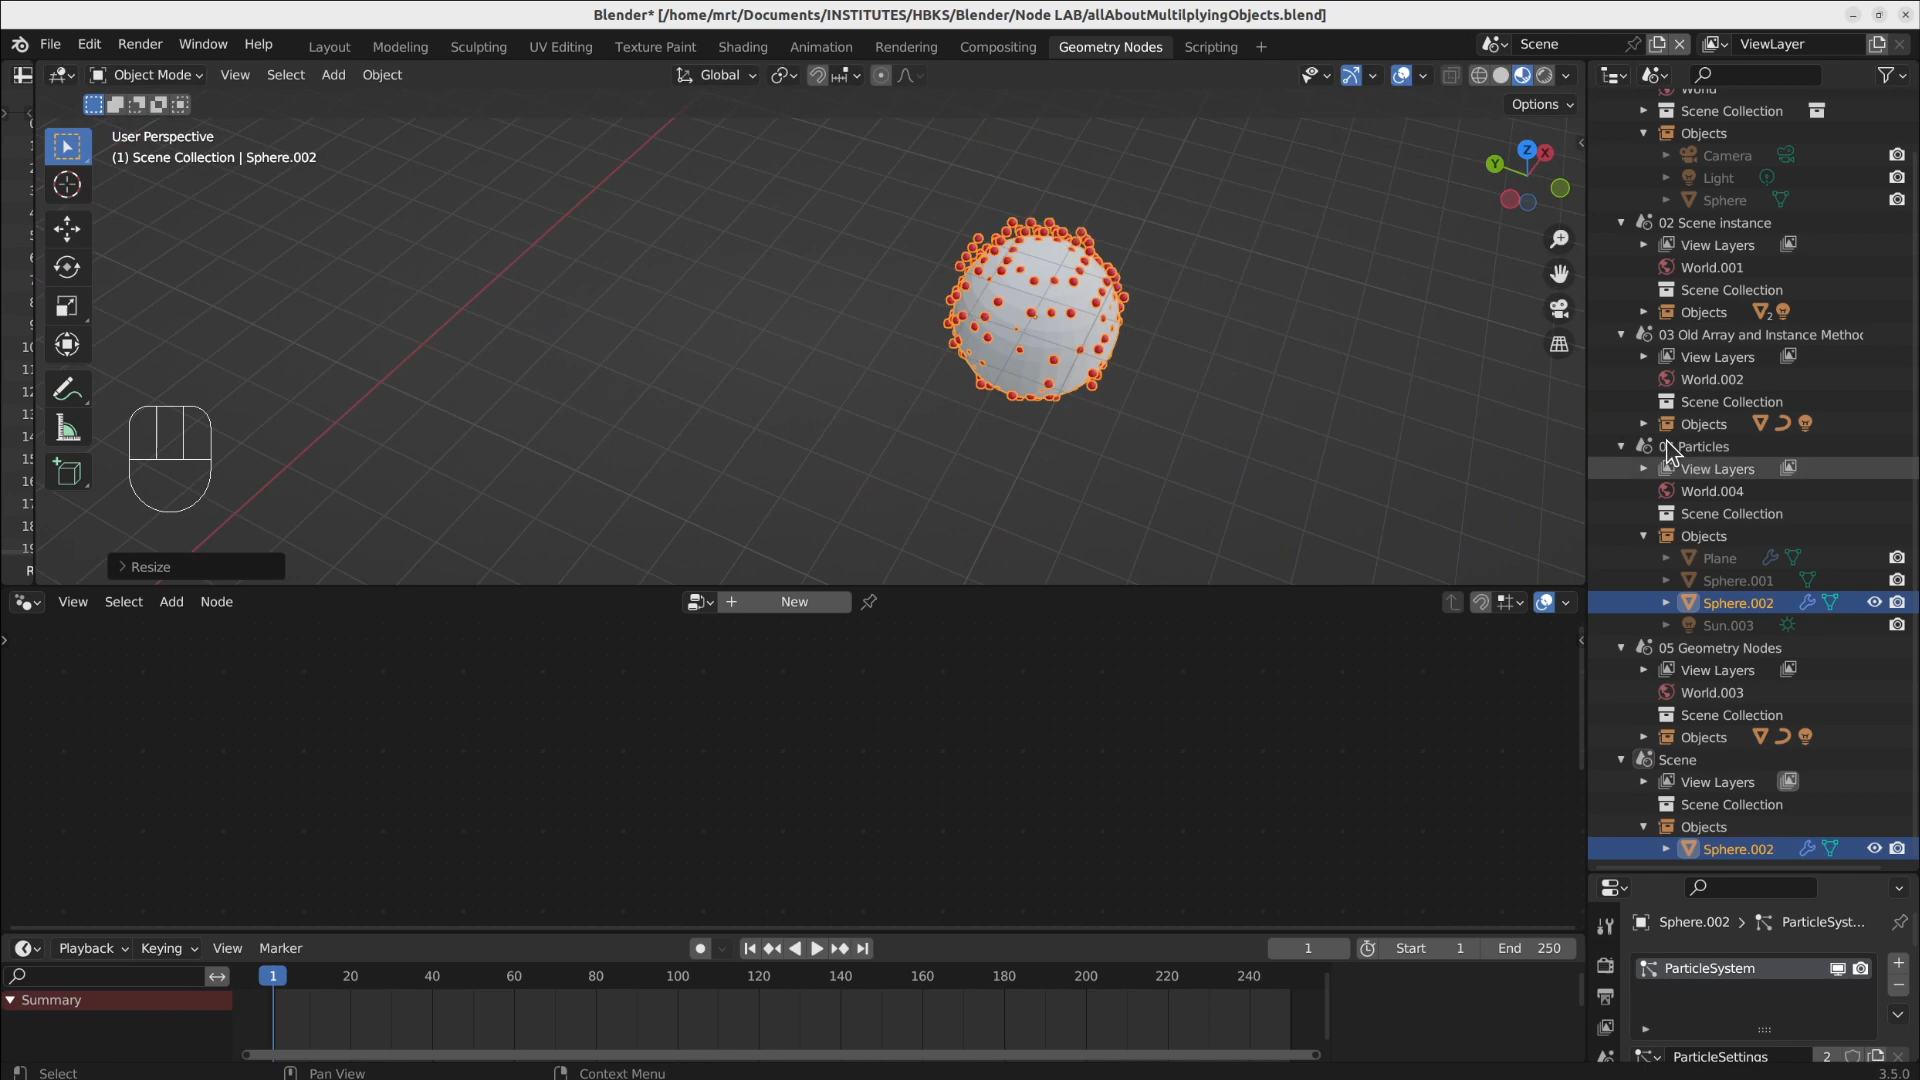 Blender* [/home/mrt/Documents/INSTITUTES/HBKS/Blender/Node LAB/allAboutMultilplyingObjects.blend]
File Edit Render Window Help Layout Modeling Sculpting UV Editing Texture Paint Shading Animation Rendering Compositing Geometry Nodes Scripting + Scene ViewLayer
Object Mode View Select Add Object Global
Options
User Perspective
(1) Scene Collection | Sphere.002
Z X Y
> Resize
World
Scene Collection
Objects
Camera
Light
Sphere
02 Scene instance
View Layers
World.001
Scene Collection
Objects 2
03 Old Array and Instance Method
View Layers
World.002
Scene Collection
Objects
Particles
View Layers
World.004
Scene Collection
Objects
Plane
Sphere.001
Sphere.002
Sun.003
05 Geometry Nodes
View Layers
World.003
Scene Collection
Objects
Scene
View Layers
Scene Collection
Objects
Sphere.002
View Select Add Node + New
Playback Keying View Marker 1 Start 1 End 250
1 20 40 60 80 100 120 140 160 180 200 220 240
Summary
Sphere.002 > ParticleSyst...
ParticleSystem
ParticleSettings 2
Select Pan View Context Menu 3.5.0